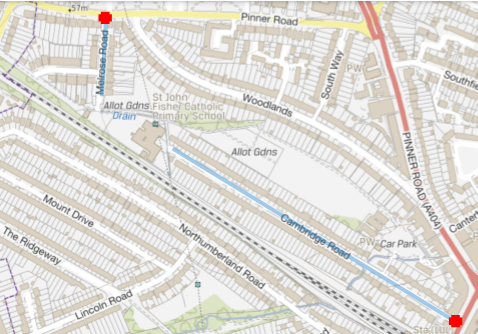 57m
Pinner Road
Melrose Road
South Way
PW
Southfie
Allot Gdns
Drain
St John
Fisher Catholic
Primary School
Woodlands
Allot Gdns
PINNER ROAD (A404)
Mount Drive
The Ridgeway
Northumberland Road
Cambridge Road
PW
Car Park
Canter
Lincoln Road